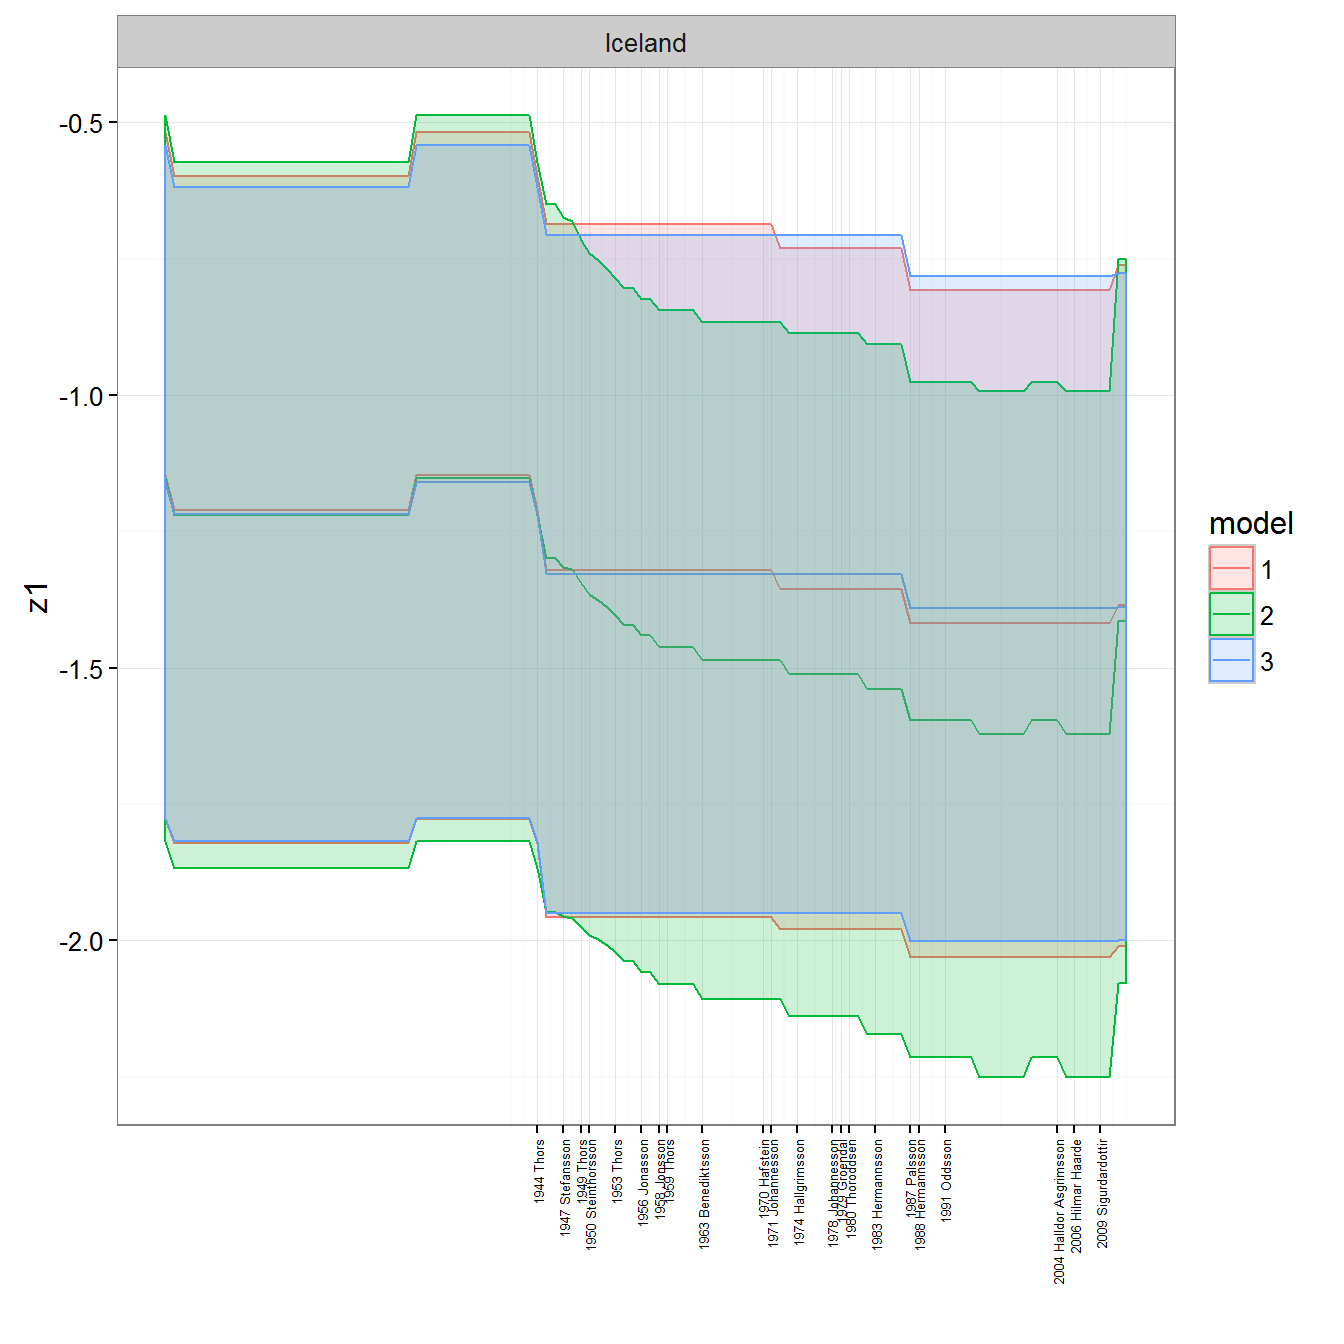 Iceland
-0.5
-1.0
-1.5
-2.0
z1
model
1
2
3
1944 Thors
1947 Stefansson
1949 Thors
1950 Steinthorsson
1953 Thors
1956 Jonasson
1958 Jonsson
1959 Thors
1963 Benediktsson
1970 Hafstein
1971 Johannesson
1974 Hallgrimsson
1978 Johannesson
1979 Groendal
1980 Thoroddsen
1983 Hermannsson
1987 Palsson
1988 Hermannsson
1991 Oddsson
2004 Halldor Asgrimsson
2006 Hilmar Haarde
2009 Sigurdardottir